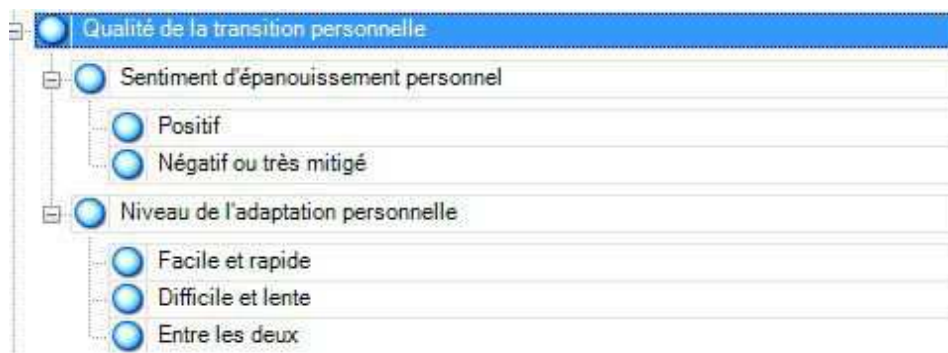 Qualité de la transition personnelle
Sentiment d'épanouissement personnel
Positif
Négatif ou très mitigé
Niveau de l'adaptation personnelle
Facile et rapide
Difficile et lente
Entre les deux